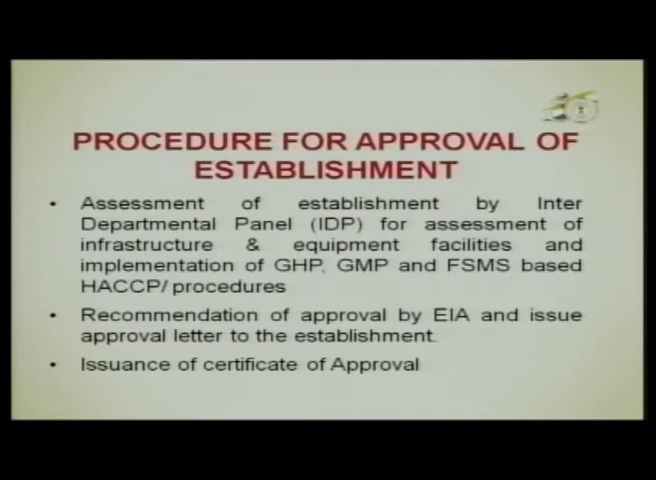 PROCEDURE FOR APPROVAL OF
ESTABLISHMENT
• Assessment of establishment by Inter
Departmental Panel (IDP) for assessment of
infrastructure & equipment facilities and
implementation of GHP, GMP and FSMS based
HACCP/ procedures
• Recommendation of approval by EIA and issue
approval letter to the establishment.
• Issuance of certificate of Approval